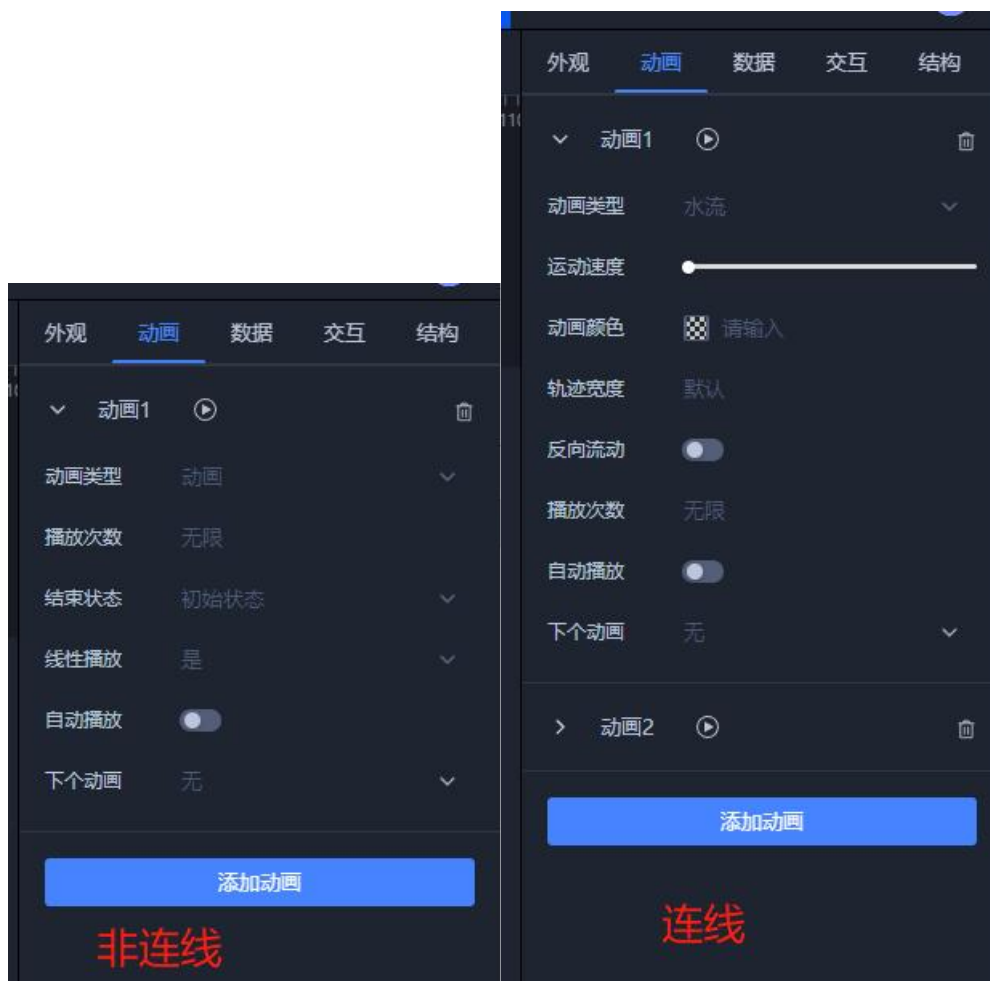 外观 动画 数据 交互 结构
动画1
动画类型 动画
播放次数 无限
结束状态 初始状态
线性播放 是
自动播放
下个动画 无
添加动画
非连线
外观 动画 数据 交互 结构
动画1
动画类型 水流
运动速度
动画颜色 请输入
轨迹宽度 默认
反向流动
播放次数 无限
自动播放
下个动画 无
动画2
添加动画
连线